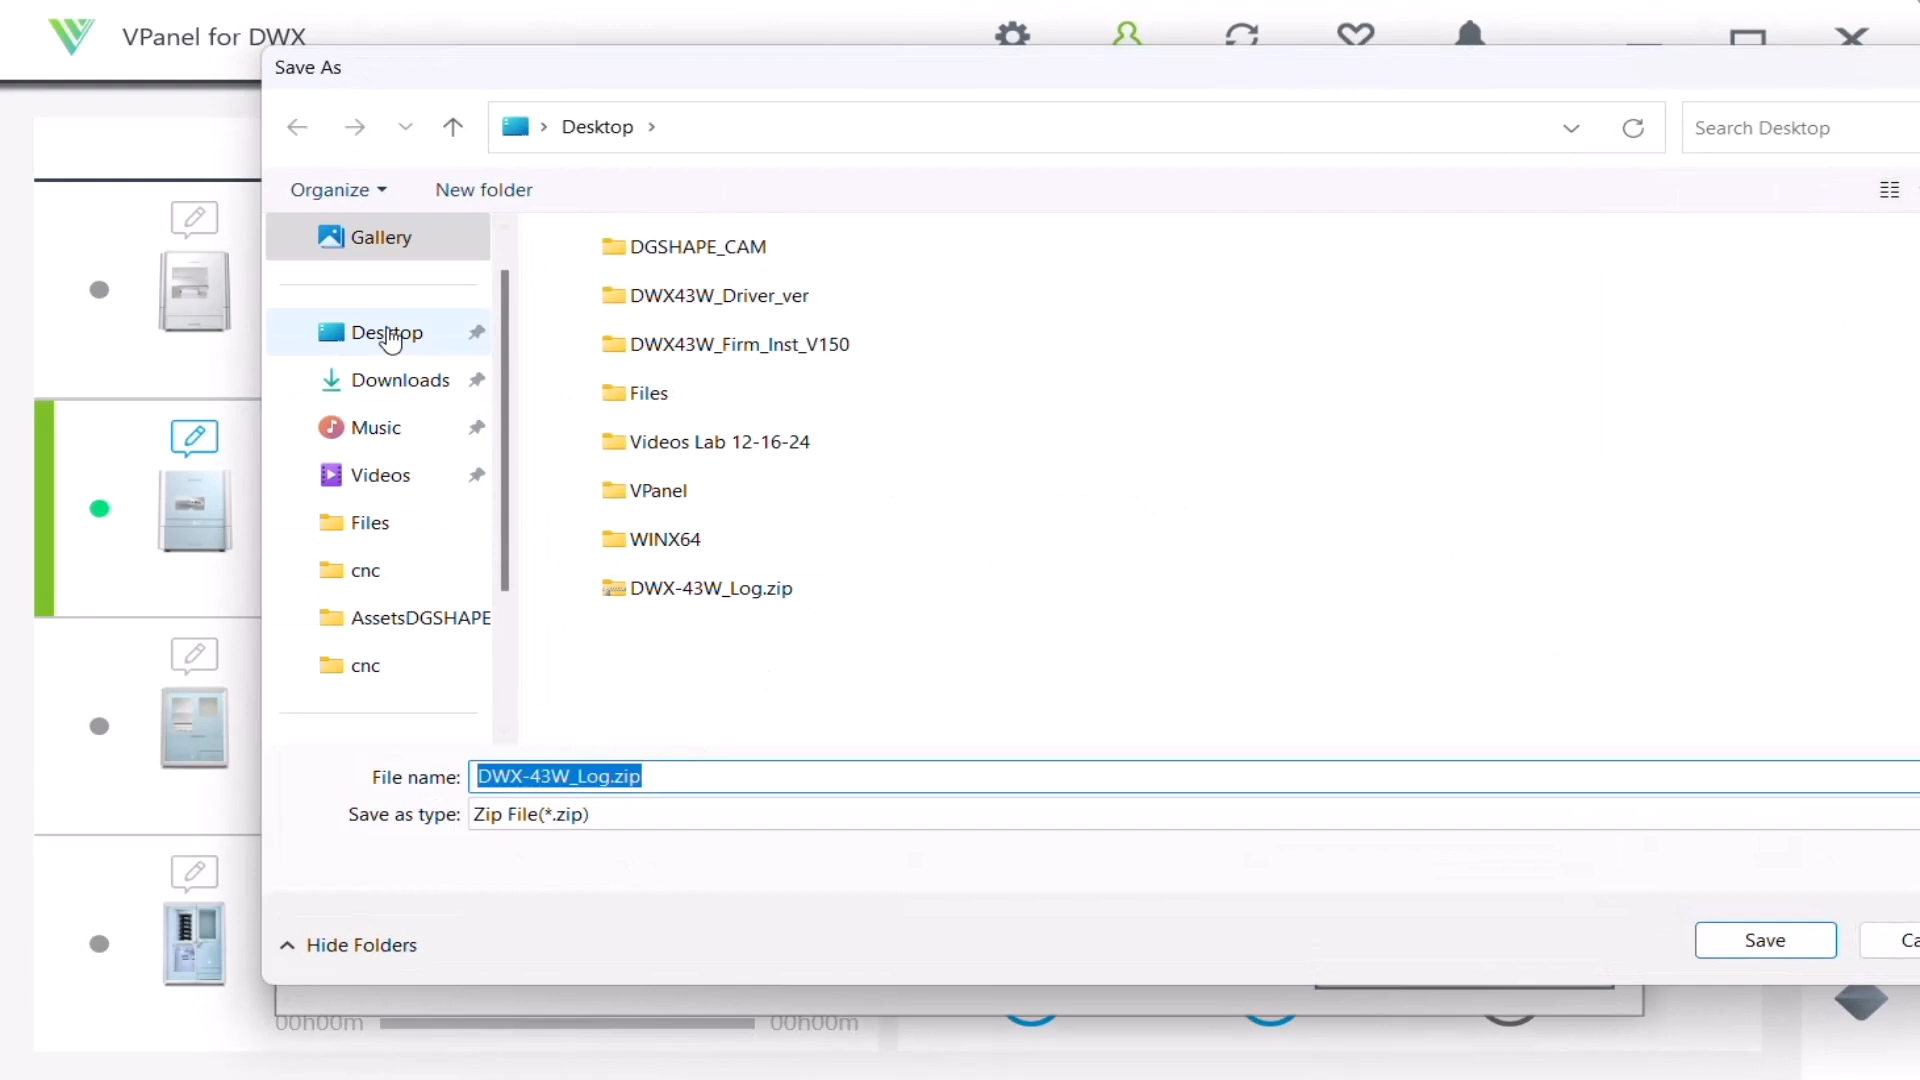 VPanel for DWX
Save As
Desktop
Search Desktop
Organize
New folder
Gallery
Desktop
Downloads
Music
Videos
Files
cnc
AssetsDGSHAPE
cnc
DGSHAPE_CAM
DWX43W_Driver_ver
DWX43W_Firm_Inst_V150
Files
Videos Lab 12-16-24
VPanel
WINX64
DWX-43W_Log.zip
File name: DWX-43W_Log.zip
Save as type: Zip File(*.zip)
Hide Folders
Save
Ca
00h00m 00h00m